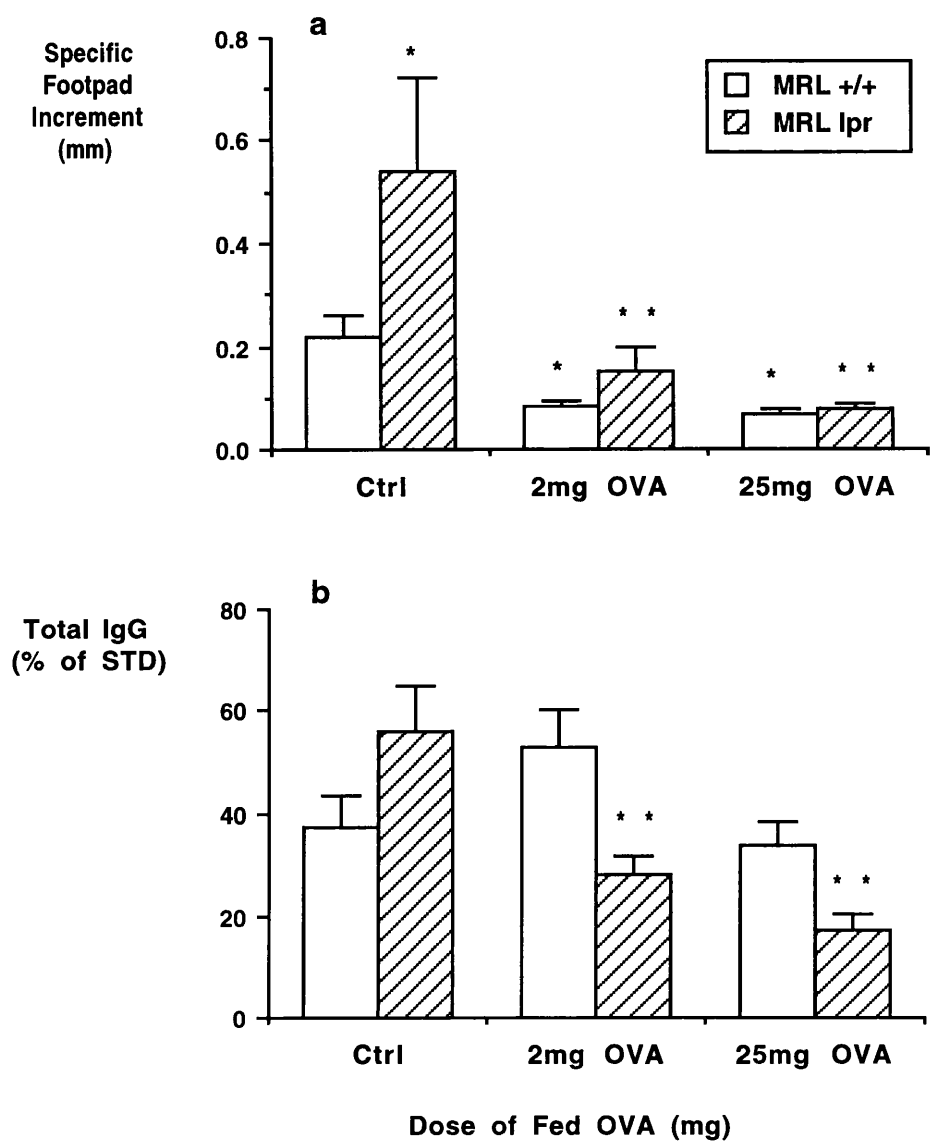 a
Specific
Footpad
Increment
(mm)
0.8
0.6
0.4
0.2
0.0
*
*
* *
*
* *
MRL +/+
MRL lpr
Ctrl 2mg OVA 25mg OVA
b
Total IgG
(% of STD)
80
60
40
20
0
* *
* *
Ctrl 2mg OVA 25mg OVA
Dose of Fed OVA (mg)